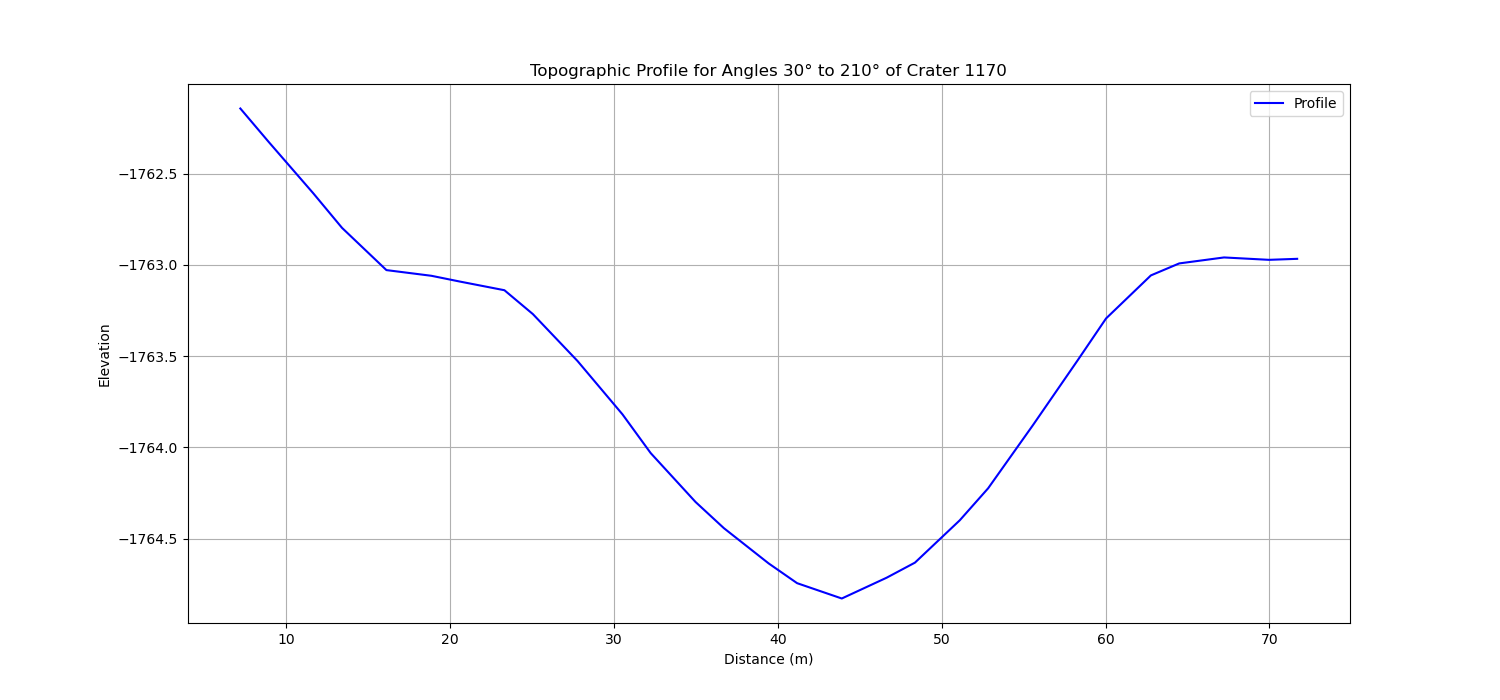 Topographic Profile for Angles 30° to 210° of Crater 1170
Profile
−1762.5
−1763.0
−1763.5
−1764.0
−1764.5
Elevation
10 20 30 40 50 60 70
Distance (m)